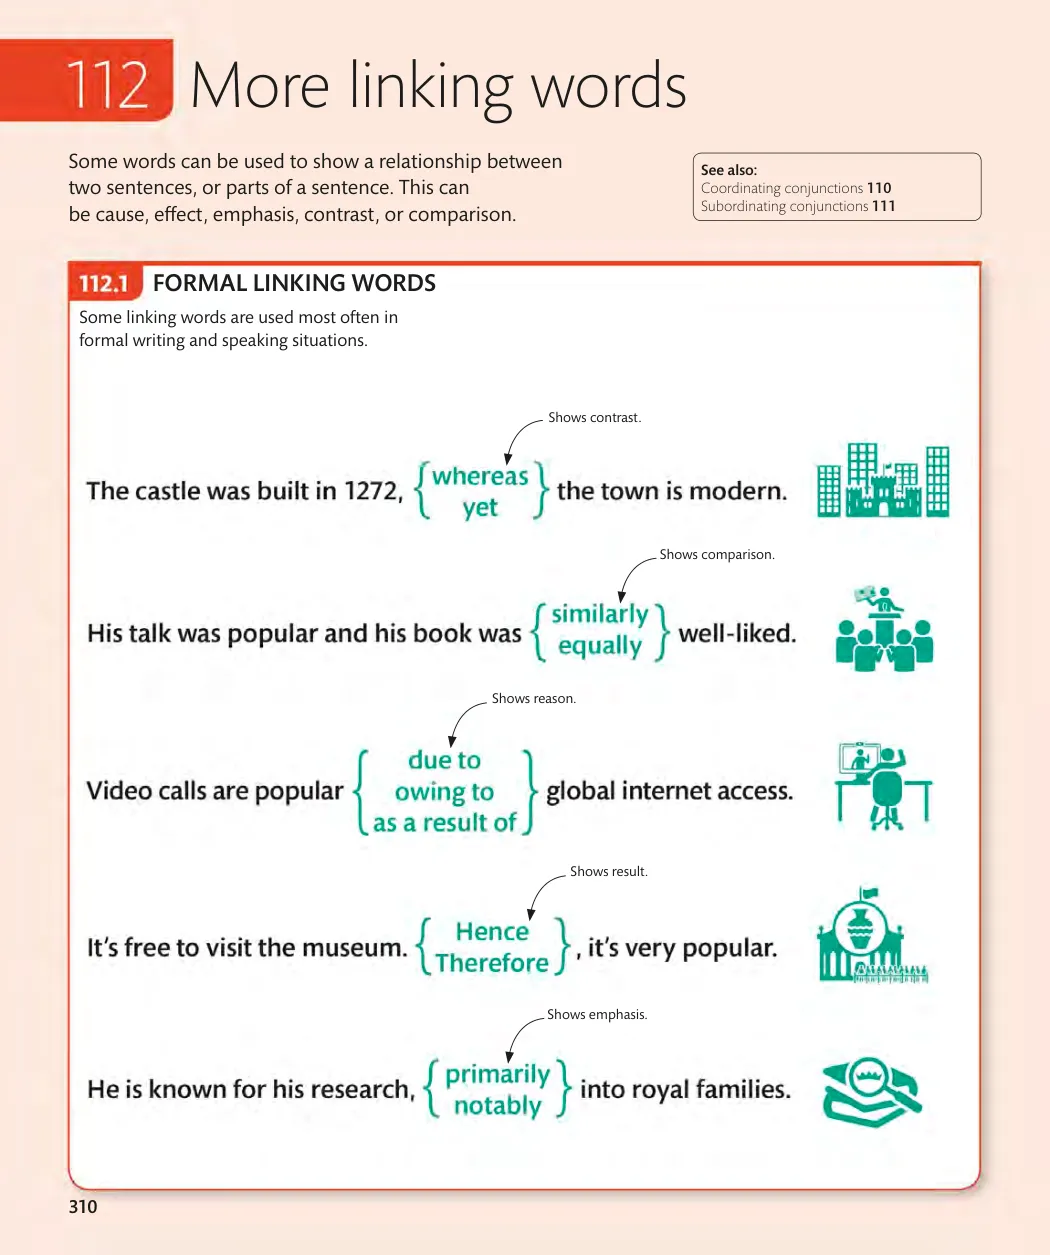 112 More linking words
Some words can be used to show a relationship between
two sentences, or parts of a sentence. This can
be cause, effect, emphasis, contrast, or comparison.
See also:
Coordinating conjunctions 110
Subordinating conjunctions 111
112.1 FORMAL LINKING WORDS
Some linking words are used most often in
formal writing and speaking situations.
Shows contrast.
The castle was built in 1272, { whereas
yet } the town is modern.
Shows comparison.
His talk was popular and his book was { similarly
equally } well-liked.
Shows reason.
Video calls are popular { due to
owing to
as a result of } global internet access.
Shows result.
It's free to visit the museum. { Hence
Therefore } , it's very popular.
Shows emphasis.
He is known for his research, { primarily
notably } into royal families.
310